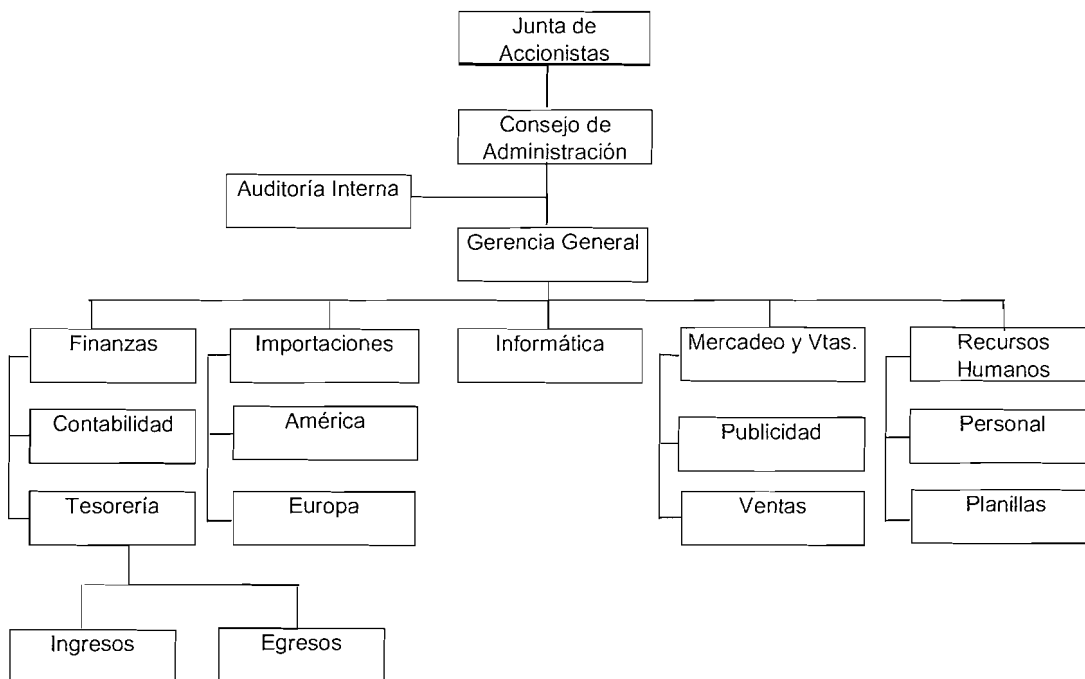 Junta de
Accionistas
Consejo de
Administración
Auditoría Interna
Gerencia General
Finanzas
Importaciones
Informática
Mercadeo y Vtas.
Recursos
Humanos
Contabilidad
América
Publicidad
Personal
Tesorería
Europa
Ventas
Planillas
Ingresos
Egresos